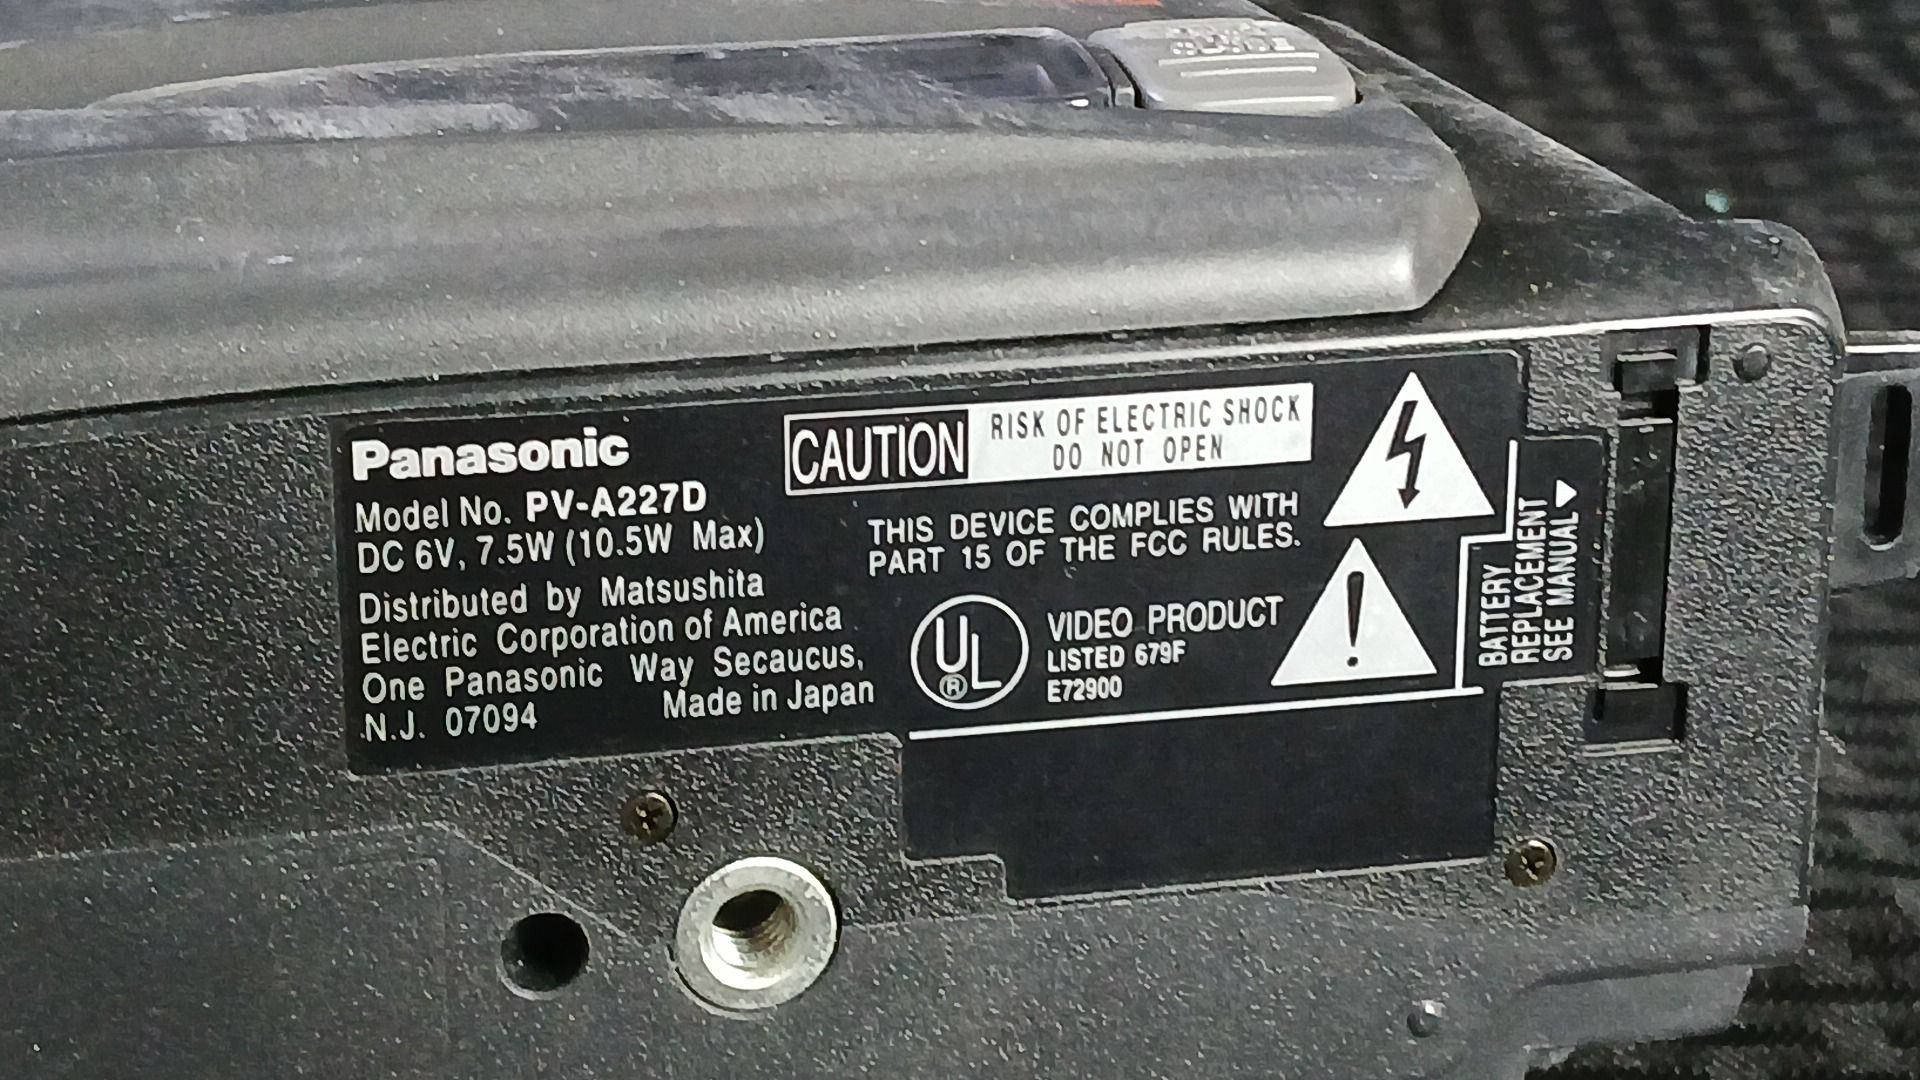 Panasonic
Model No. PV-A227D
DC 6V, 7.5W (10.5W Max)
Distributed by Matsushita
Electric Corporation of America
One Panasonic Way Secaucus,
N.J. 07094 Made in Japan
CAUTION
RISK OF ELECTRIC SHOCK
DO NOT OPEN
THIS DEVICE COMPLIES WITH
PART 15 OF THE FCC RULES.
UL ®
VIDEO PRODUCT
LISTED 679F
E72900
BATTERY
REPLACEMENT
SEE MANUAL